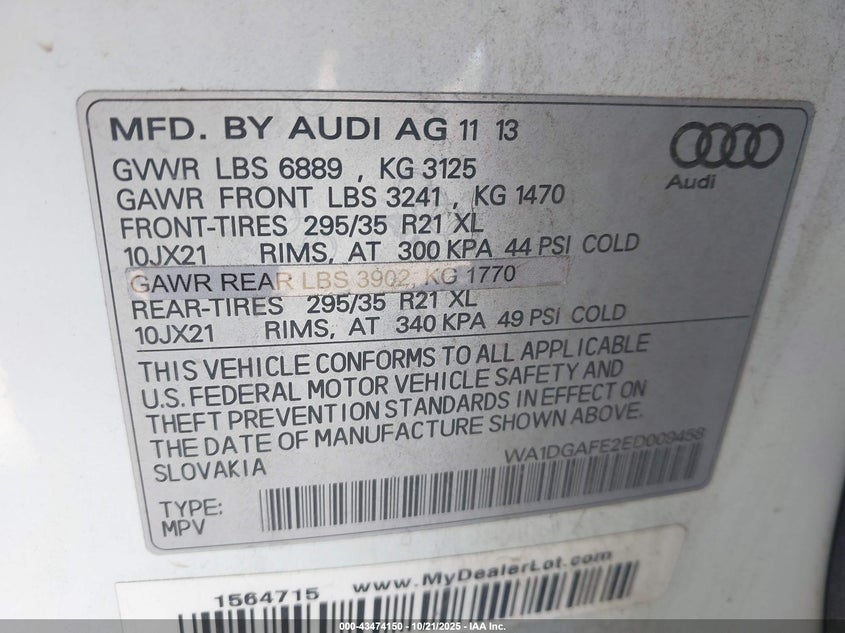 MFD. BY AUDI AG 11 13
Audi
GVWR LBS 6889 , KG 3125
GAWR FRONT LBS 3241 , KG 1470
FRONT-TIRES 295/35 R21 XL
10JX21 RIMS, AT 300 KPA 44 PSI COLD
GAWR REAR LBS 3902, KG 1770
REAR-TIRES 295/35 R21 XL
10JX21 RIMS, AT 340 KPA 49 PSI COLD
THIS VEHICLE CONFORMS TO ALL APPLICABLE
U.S. FEDERAL MOTOR VEHICLE SAFETY AND
THEFT PREVENTION STANDARDS IN EFFECT ON
THE DATE OF MANUFACTURE SHOWN ABOVE.
SLOVAKIA
WA1DGAFE2ED009458
TYPE:
MPV
1564715 www.MyDealerLot.com
000-43474150 - 10/21/2025 - IAA Inc.